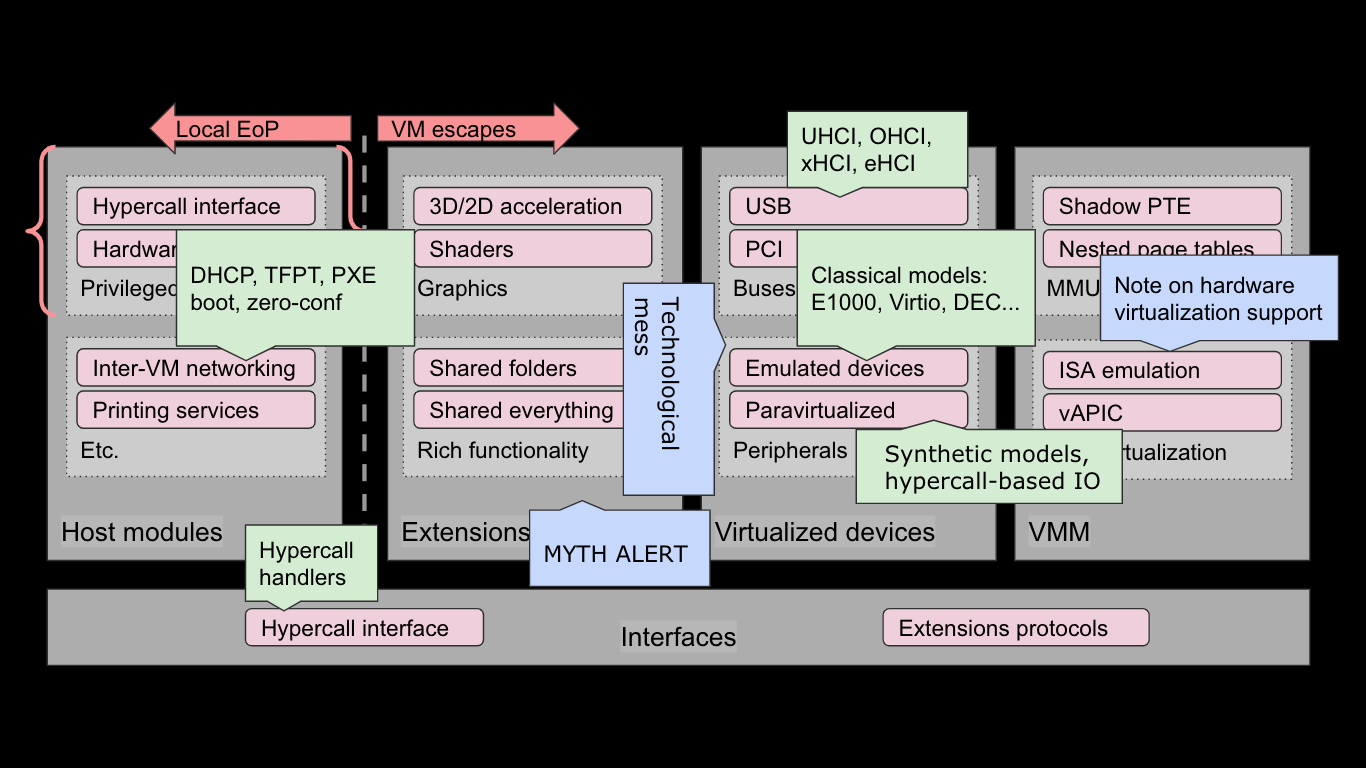 Local EoP
VM escapes
UHCI, OHCI,
xHCI, eHCI
Hypercall interface
3D/2D acceleration
USB
Shadow PTE
Hardwar
Shaders
PCI
Nested page tables
DHCP, TFPT, PXE
boot, zero-conf
Classical models:
E1000, Virtio, DEC...
Note on hardware
virtualization support
Privileged
Graphics
Buses
MMU
Technological
mess
Inter-VM networking
Shared folders
Emulated devices
ISA emulation
Printing services
Shared everything
Paravirtualized
vAPIC
Etc.
Rich functionality
Peripherals
Synthetic models,
hypercall-based IO
tualization
Host modules
Extensions
Virtualized devices
VMM
Hypercall
handlers
MYTH ALERT
Hypercall interface
Interfaces
Extensions protocols